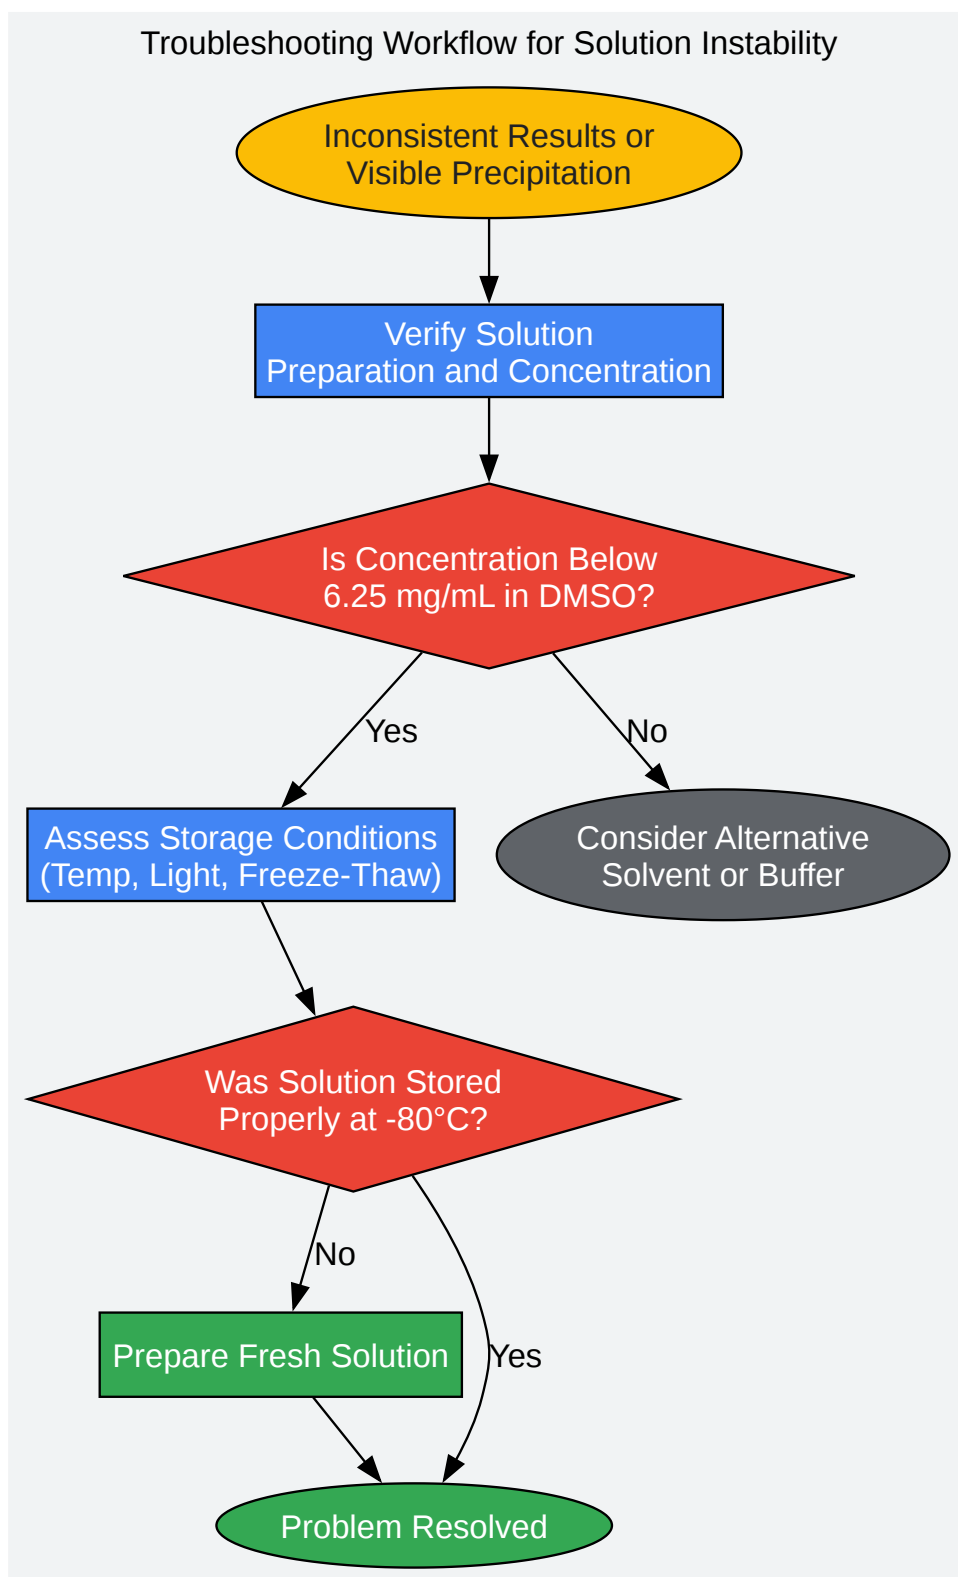 Troubleshooting Workflow for Solution Instability
Inconsistent Results or
Visible Precipitation
Verify Solution
Preparation and Concentration
Is Concentration Below
6.25 mg/mL in DMSO?
Yes
No
Assess Storage Conditions
(Temp, Light, Freeze-Thaw)
Consider Alternative
Solvent or Buffer
Was Solution Stored
Properly at -80°C?
No
Prepare Fresh Solution
Yes
Problem Resolved